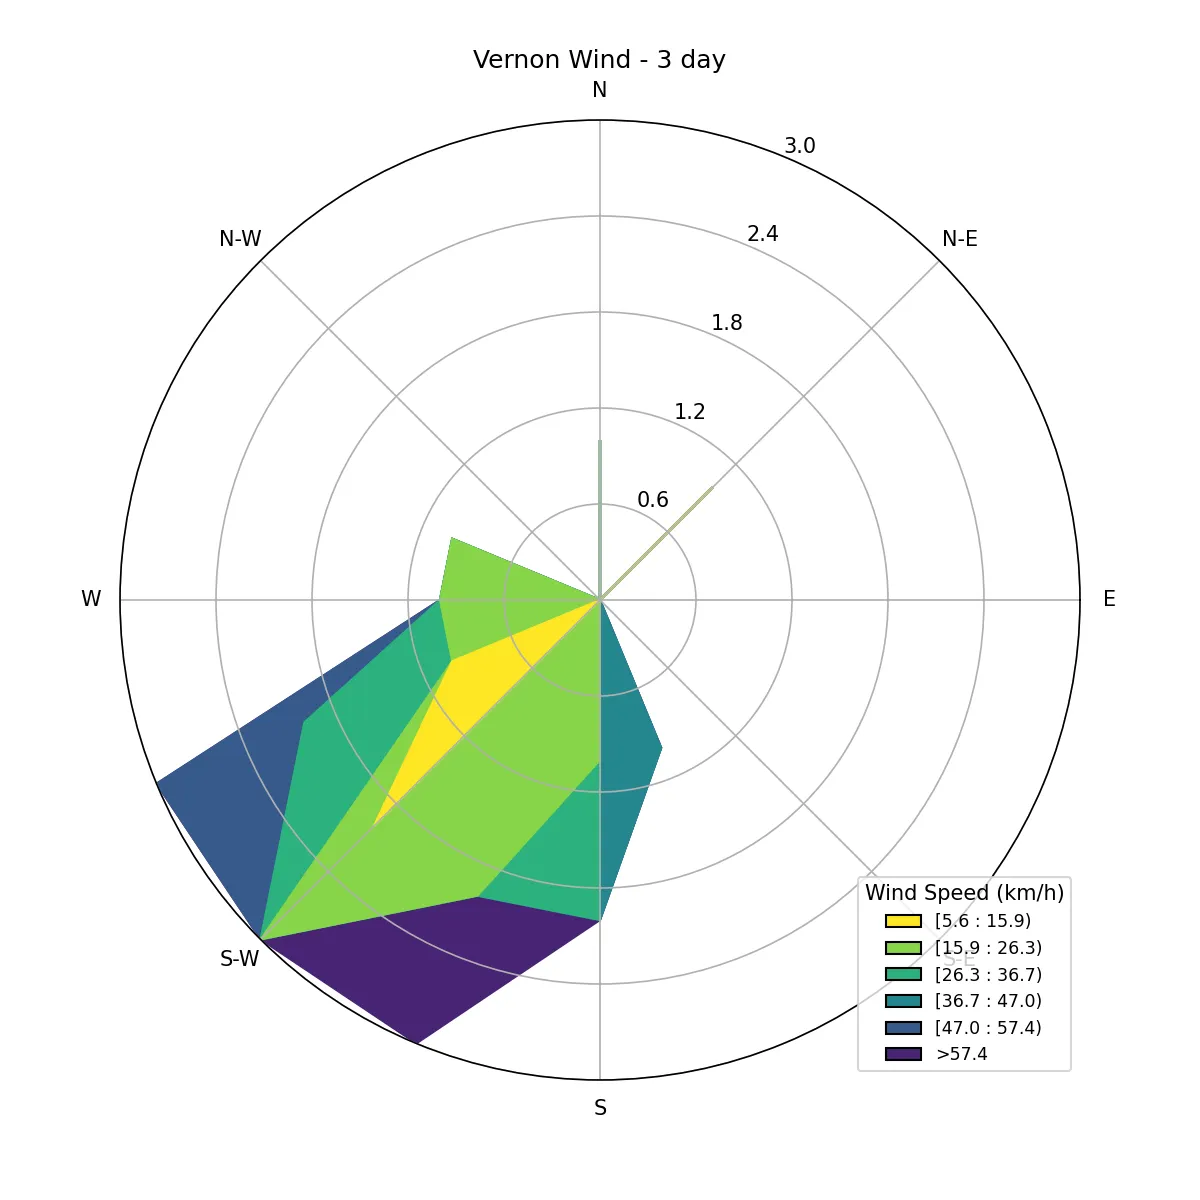 Vernon Wind - 3 day
N
3.0
2.4
N-W
N-E
1.8
1.2
0.6
W
E
Wind Speed (km/h)
[5.6 : 15.9)
[15.9 : 26.3)
S-W
S-E
[26.3 : 36.7)
[36.7 : 47.0)
[47.0 : 57.4)
>57.4
S